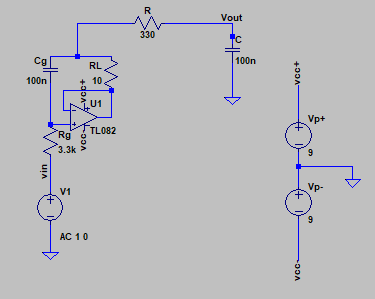 R
330
Vout
C
100n
Cg
100n
RL
10
vcc+
U1
TL082
vcc-
Rg
3.3k
vin
V1
AC 1 0
vcc+
Vp+
9
Vp-
9
vcc-